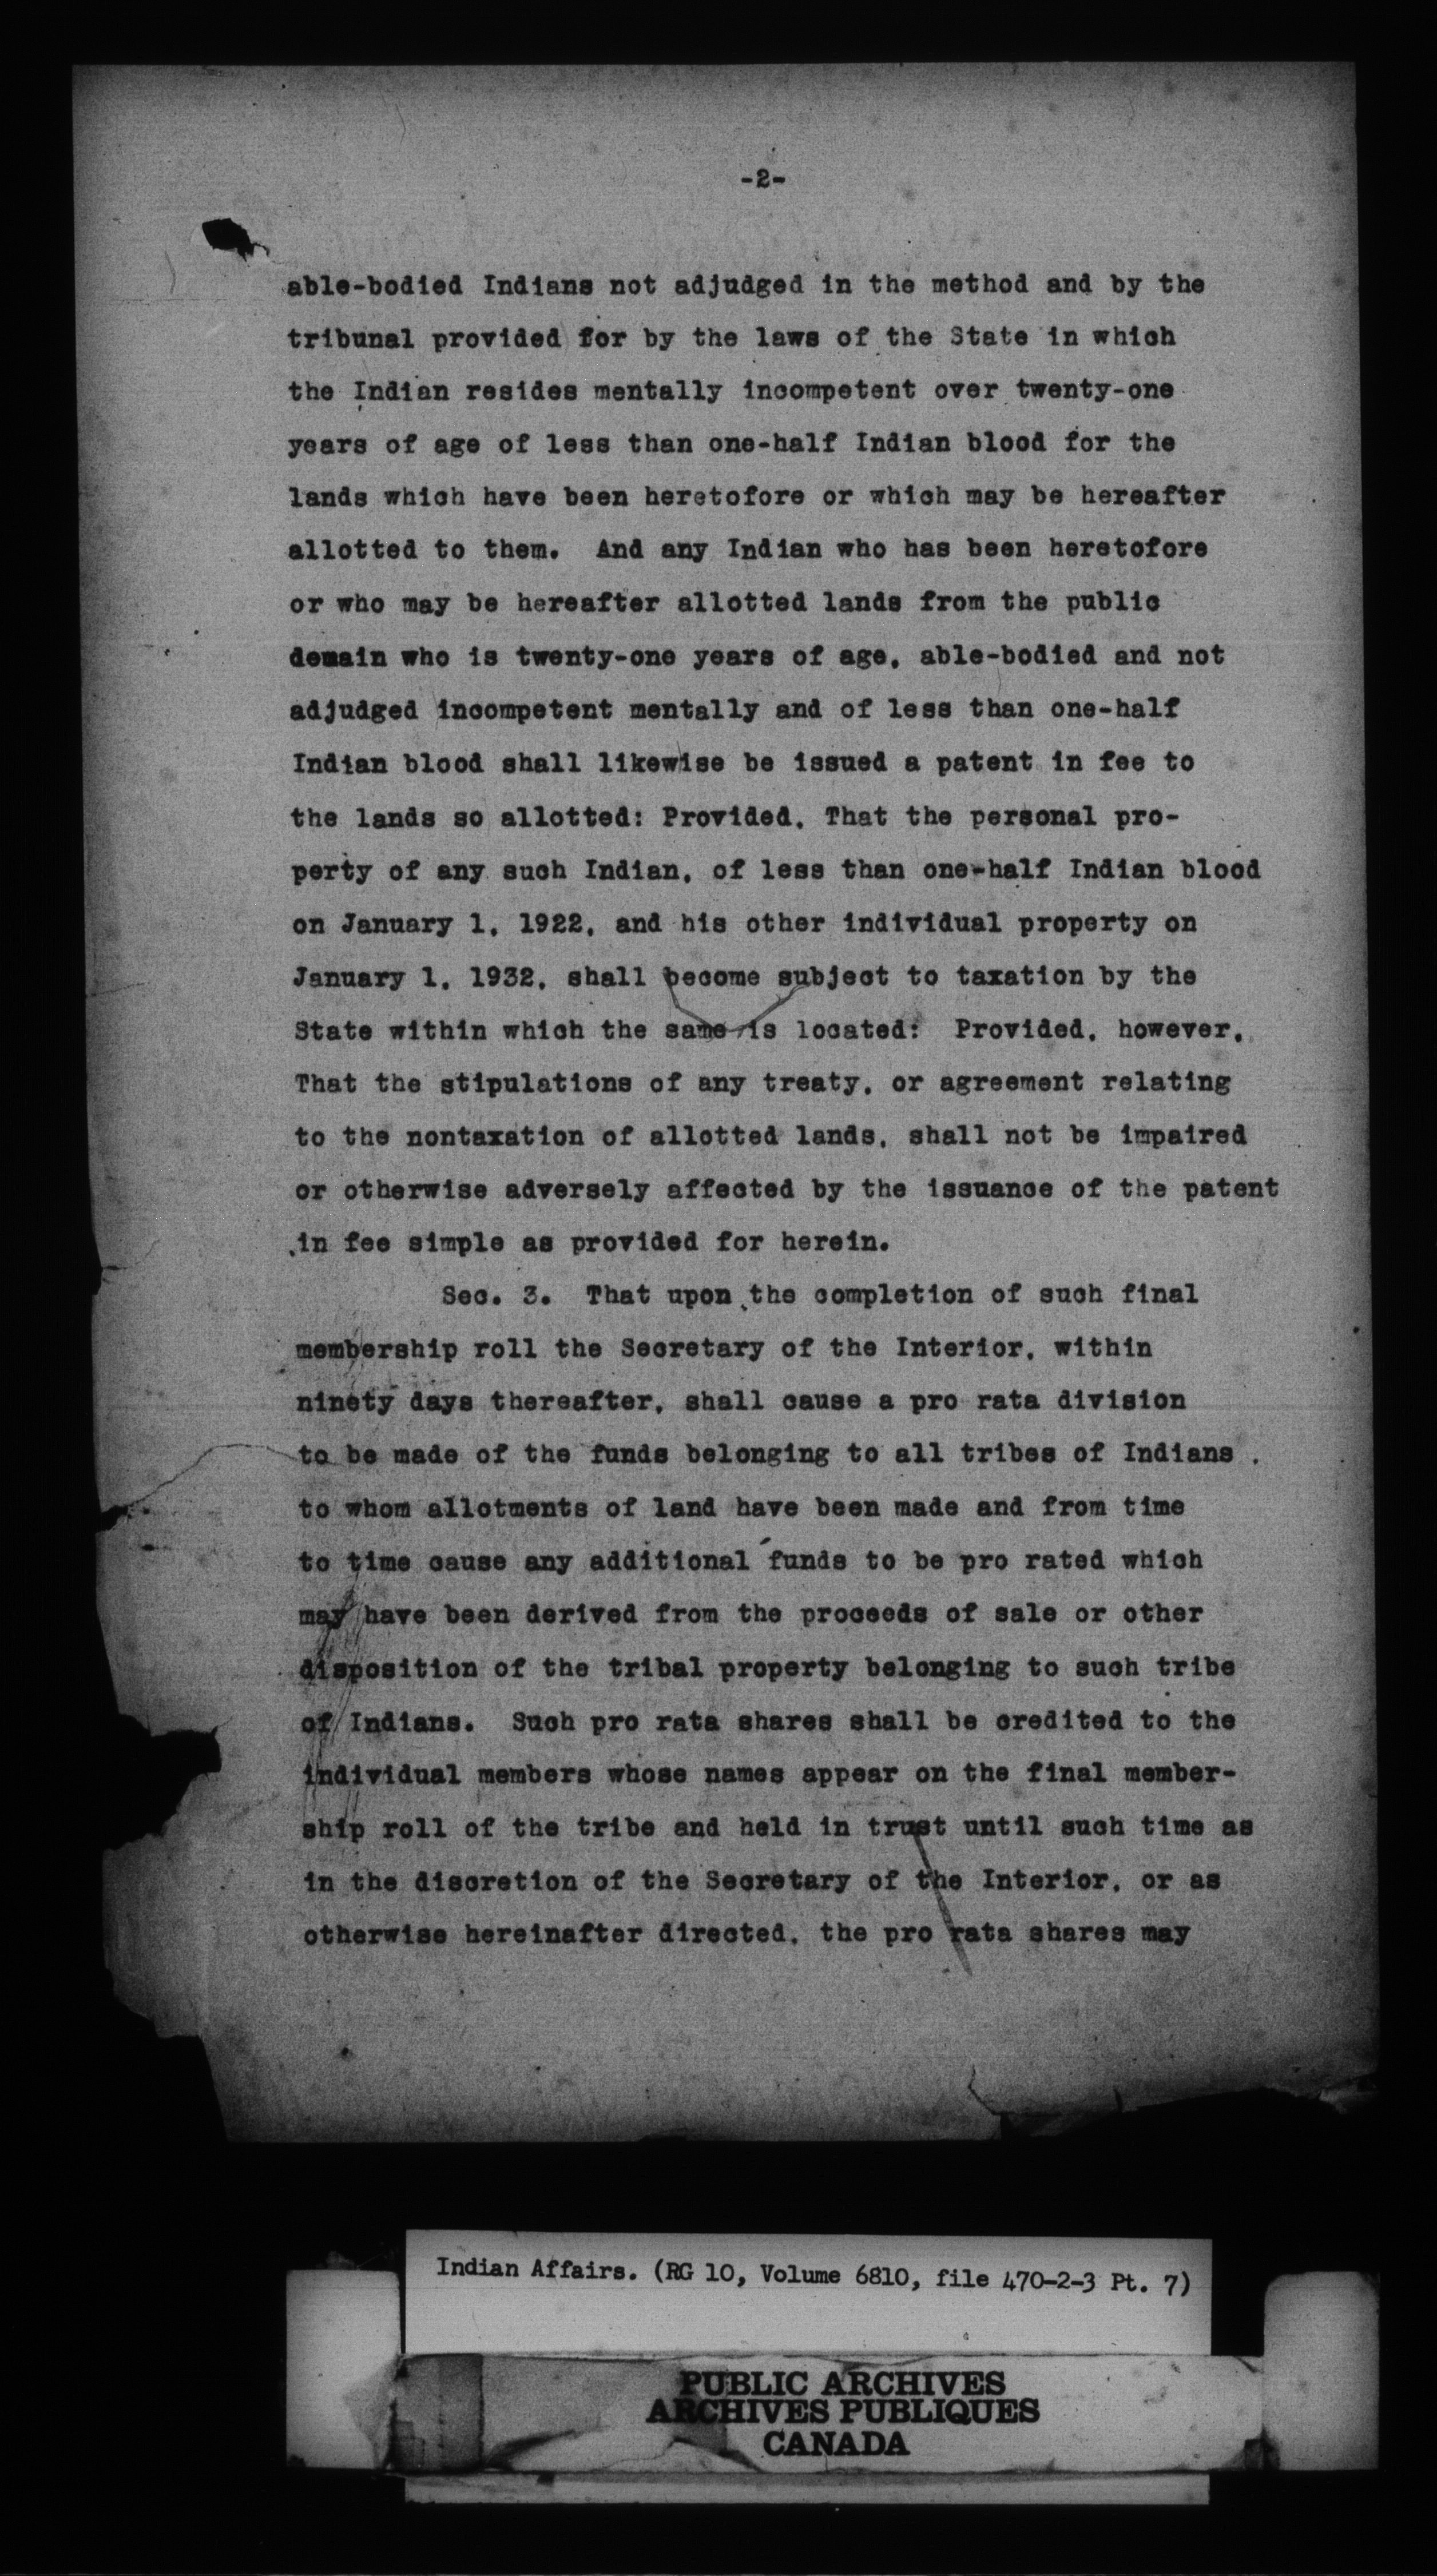 -2-
able-bodied Indians not adjudged in the method and by the
tribunal provided for by the laws of the State in which
the Indian resides mentally incompetent over twenty-one
years of age of less than one-half Indian blood for the
lands which have been heretofore or which may be hereafter
allotted to them. And any Indian who has been heretofore
or who may be hereafter allotted lands from the public
demain who is twenty-one years of age, able-bodied and not
adjudged incompetent mentally and of less than one-half
Indian blood shall likewise be issued a patent in fee to
the lands so allotted: Provided, That the personal pro-
perty of any such Indian, of less than one-half Indian blood
on January 1, 1922, and his other individual property on
January 1, 1932, shall become subject to taxation by the
State within which the same is located: Provided, however,
That the stipulations of any treaty, or agreement relating
to the nontaxation of allotted lands, shall not be impaired
or otherwise adversely affected by the issuance of the patent
in fee simple as provided for herein.
Sec. 3. That upon the completion of such final
membership roll the Secretary of the Interior, within
ninety days thereafter, shall cause a pro rata division
to be made of the funds belonging to all tribes of Indians
to whom allotments of land have been made and from time
to time cause any additional funds to be pro rated which
may have been derived from the proceeds of sale or other
disposition of the tribal property belonging to such tribe
of Indians. Such pro rata shares shall be credited to the
individual members whose names appear on the final member-
ship roll of the tribe and held in trust until such time as
in the discretion of the Secretary of the Interior, or as
otherwise hereinafter directed, the pro rata shares may
Indian Affairs. (RG 10, Volume 6810, file 470-2-3 Pt. 7)
PUBLIC ARCHIVES
ARCHIVES PUBLIQUES
CANADA